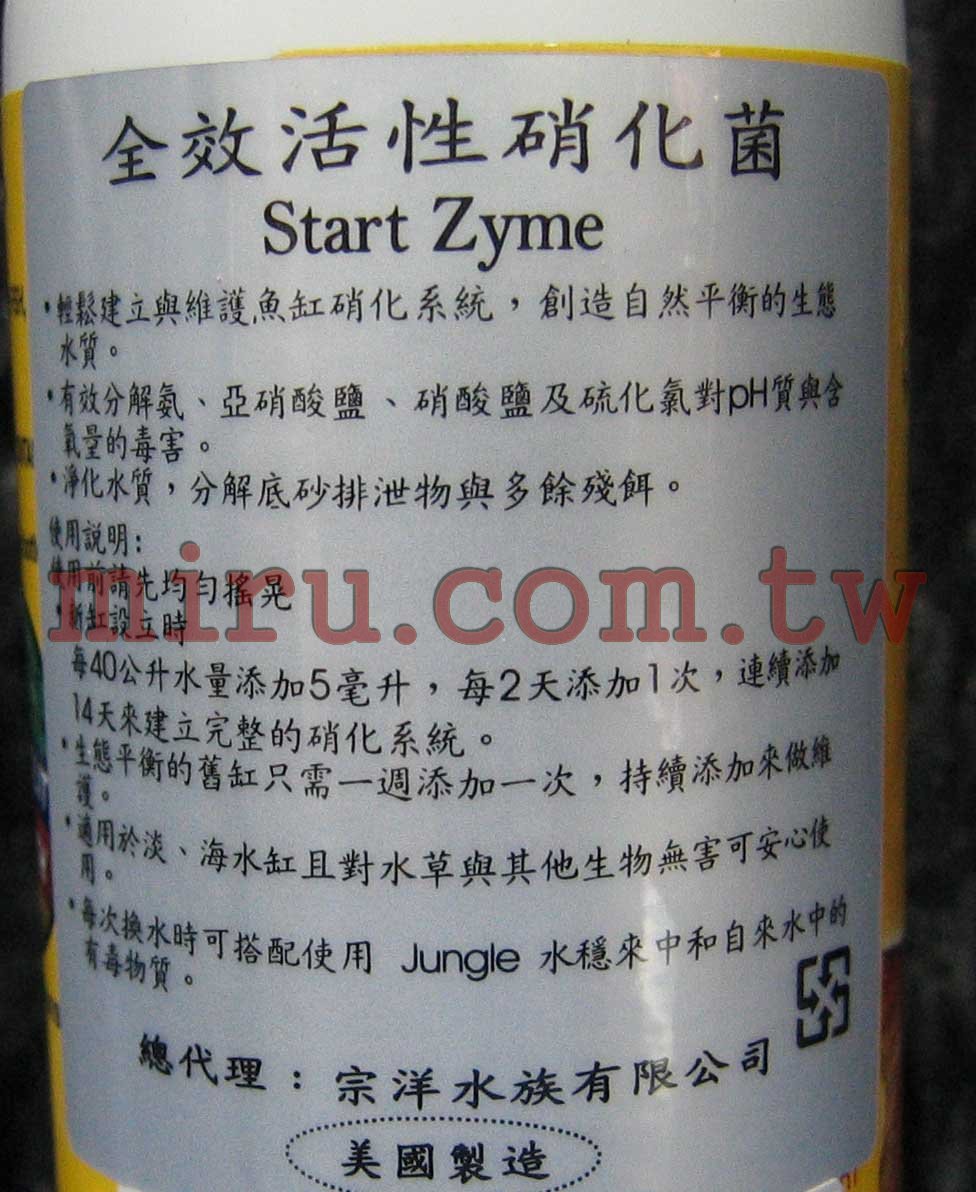 全效活性硝化菌
Start Zyme
・輕鬆建立與維護魚缸硝化系統，創造自然平衡的生態
水質。
・有效分解氨、亞硝酸鹽、硝酸鹽及硫化氯對pH質與含
氧量的毒害。
・淨化水質，分解底砂排泄物與多餘殘餌。
使用說明：
使用前請先均勻搖晃
・新缸設立時
miru.com.tw
每40公升水量添加5毫升，每2天添加1次，連續添加
14天來建立完整的硝化系統。
・生態平衡的舊缸只需一週添加一次，持續添加來做維
護。
・適用於淡、海水缸且對水草與其他生物無害可安心使
用。
・每次換水時可搭配使用 Jungle 水穩來中和自來水中的
有毒物質。
總代理：宗洋水族有限公司
美國製造